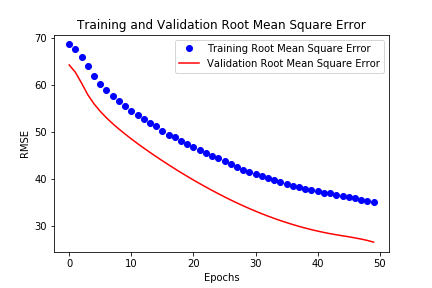 Training and Validation Root Mean Square Error
Training Root Mean Square Error
Validation Root Mean Square Error
RMSE
70
60
50
40
30
0 10 20 30 40 50
Epochs